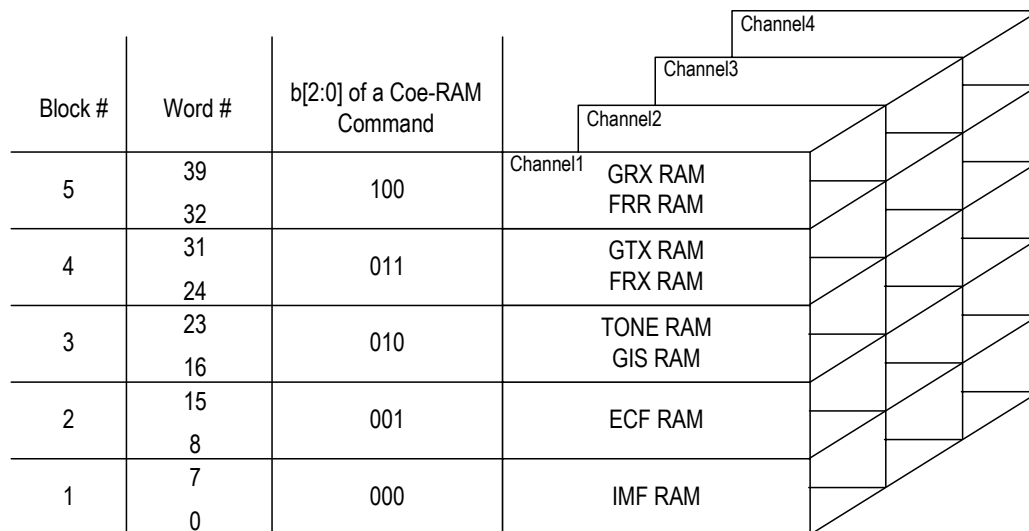 Channel4
Channel3
Channel2
Block #
Word #
b[2:0] of a Coe-RAM
Command
Channel1
5
39
32
100
GRX RAM
FRR RAM
4
31
24
011
GTX RAM
FRX RAM
3
23
16
010
TONE RAM
GIS RAM
2
15
8
001
ECF RAM
1
7
0
000
IMF RAM